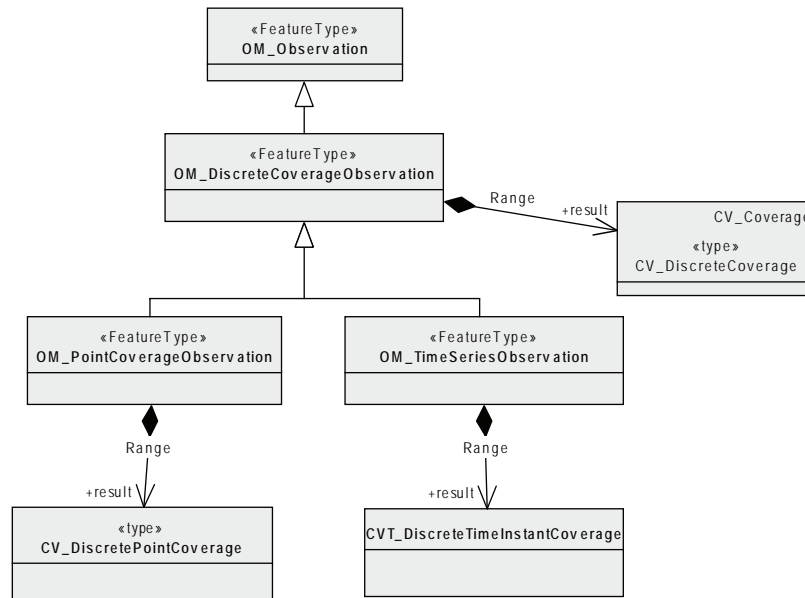 «FeatureType»
OM_Observation
«FeatureType»
OM_DiscreteCoverageObservation
Range
+result
CV_Coverage
«type»
CV_DiscreteCoverage
«FeatureType»
OM_PointCoverageObservation
«FeatureType»
OM_TimeSeriesObservation
Range
+result
Range
+result
«type»
CV_DiscretePointCoverage
CVT_DiscreteTimeInstantCoverage